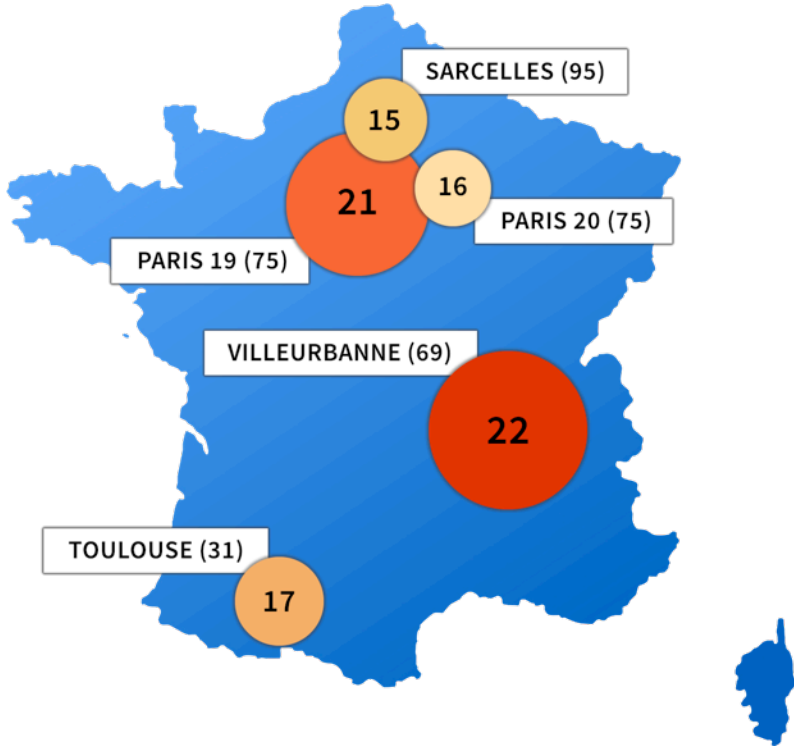 SARCELLES (95)
15
16
21
PARIS 20 (75)
PARIS 19 (75)
VILLEURBANNE (69)
22
TOULOUSE (31)
17